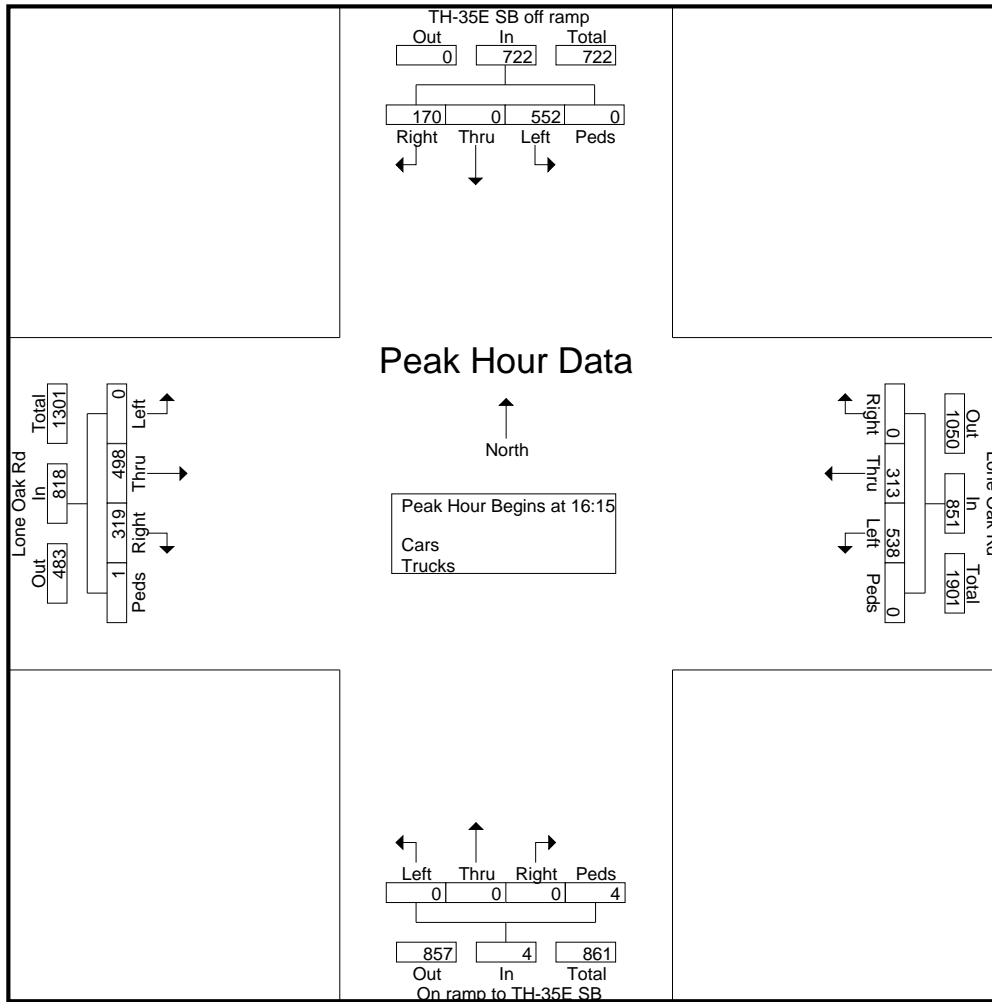 TH-35E SB off ramp
Out In Total
0 722 722
170 0 552 0
Right Thru Left Peds
Peak Hour Data
North
Peak Hour Begins at 16:15
Cars
Trucks
Lone Oak Rd
Out In Total
483 818 1301
1 319 498 0
Peds Right Thru Left
Lone Oak Rd
Out In Total
1050 851 1901
0 313 538 0
Right Thru Left Peds
Left Thru Right Peds
0 0 0 4
857 4 861
Out In Total
On ramp to TH-35E SB